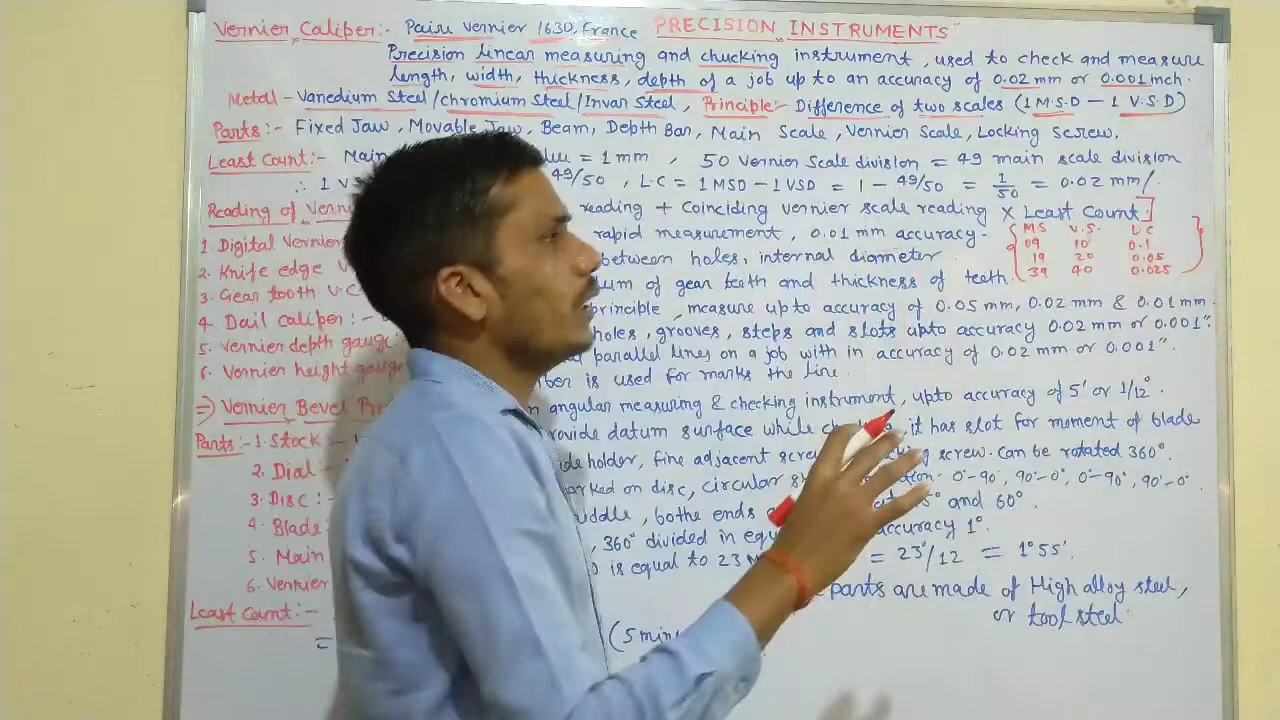 Vernier Caliper:- Pairu Vernier 1630, France PRECISION INSTRUMENTS"
Precision linear measuring and chucking instrument, used to check and measure
length, width, thickness, depth of a job up to an accuracy of 0.02 mm or 0.001 inch.
Metal - Vanedium Steel/chromium Steel/Invar Steel, Principle:- Difference of two scales (1 M.S.D - 1 V.S.D)
Parts:- Fixed Jaw, Movable Jaw, Beam, Depth Bar, Main Scale, Vernier Scale, Locking screw.
Least Count:- Main = 1 mm, 50 Vernier Scale division = 49 main scale division
∴ 1 VS 49/50, L.C = 1 MSD - 1 VSD = 1 - 49/50 = 1/50 = 0.02 mm/.
Reading of Vern reading + Coinciding vernier scale reading X Least Count]
M.S V.S. L.C
09 10 0.1
19 20 0.05
39 40 0.025
1. Digital Vernier rapid measurement, 0.01 mm accuracy-
2. Knife edge V between holes, internal diameter.
3. Gear tooth V.C of gear teeth and thickness of teeth.
4. Dail caliper:- prinible, measure up to accuracy of 0.05 mm, 0.02 mm & 0.01 mm.
5. Vernier depth gauge: holes, grooves, steps and slots upto accuracy 0.02 mm or 0.001".
6. Vernier height gauge parallel lines on a job with in accuracy of 0.02 mm or 0.001".
is used for marks the line.
=> Vernier Bevel Pr angular measuring & checking instrument, upto accuracy of 5' or 1/12°.
Parts:- 1. Stock - rovide datum surface while it has slot for moment of blade
2. Dial - holder, fine adjacent screw screw. can be rotated 360°.
3. Disc:- marked on disc, circular 0°-90°, 90°-0°, 0°-90°, 90°-0°.
4. Blade: middle, bothe ends and 60°.
5. Main , 360° divided in accuracy 1°.
6. Vernier is equal to 23 = 23°/12 = 1°55'.
Least Count:- parts are made of High alloy steel,
or tool steel.
= (5 min